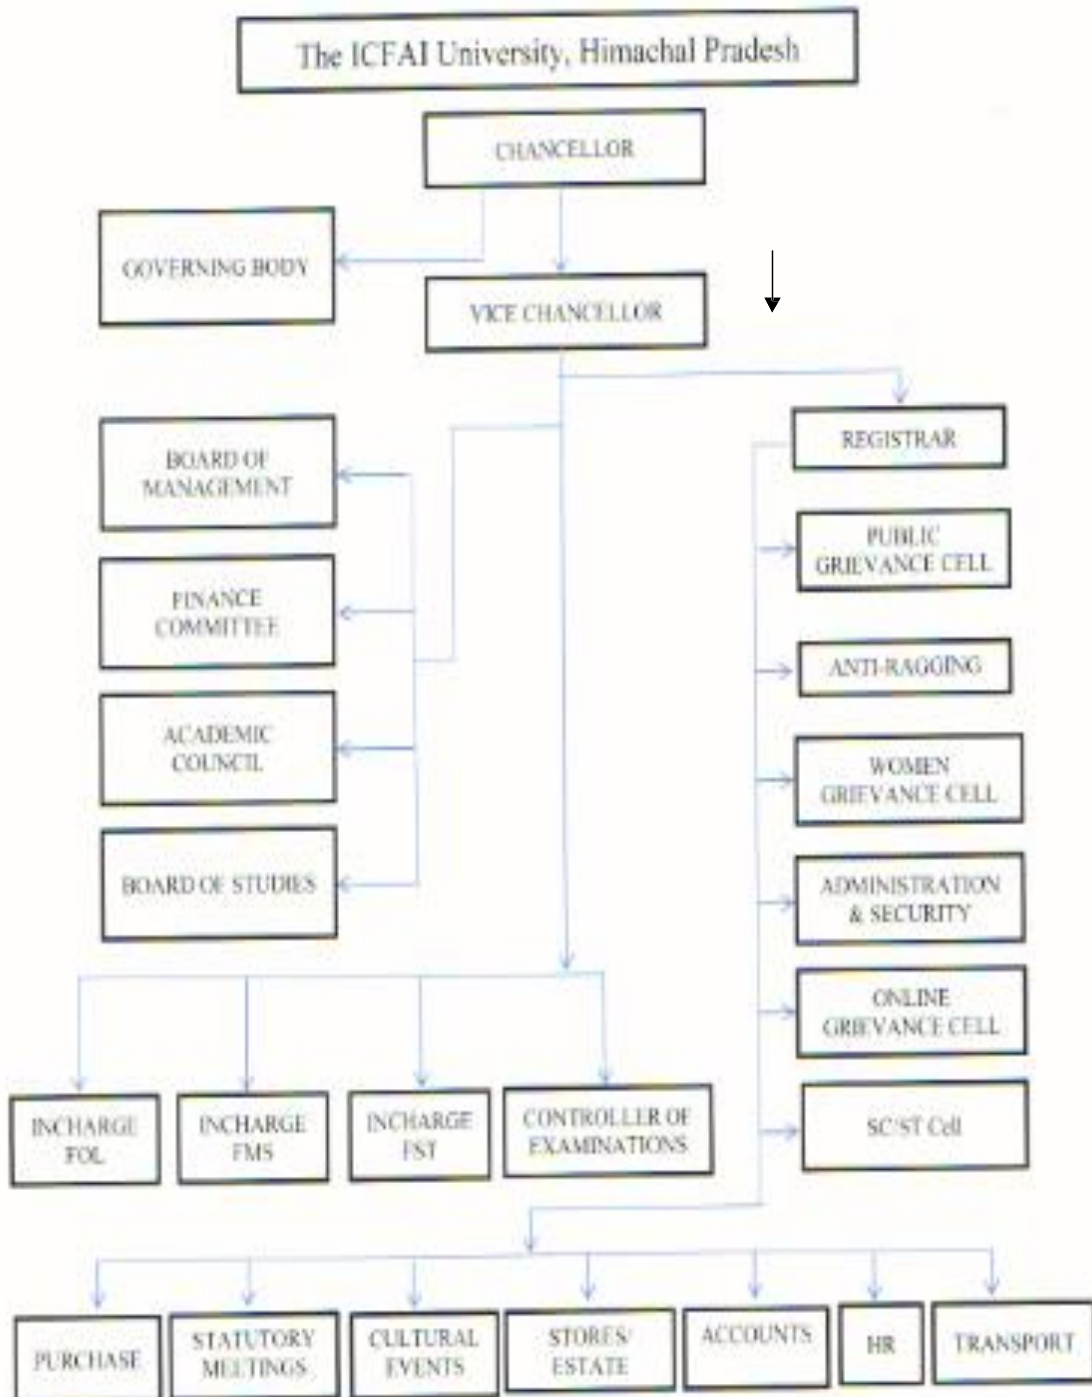 The ICFAI University, Himachal Pradesh
CHANCELLOR
GOVERNING BODY
VICE CHANCELLOR
REGISTRAR
BOARD OF
MANAGEMENT
FINANCE
COMMITTEE
ACADEMIC
COUNCIL
BOARD OF STUDIES
PUBLIC
GRIEVANCE CELL
ANTI-RAGGING
WOMEN
GRIEVANCE CELL
ADMINISTRATION
& SECURITY
ONLINE
GRIEVANCE CELL
SC/ST Cell
INCHARGE
FOL
INCHARGE
FMS
INCHARGE
FST
CONTROLLER OF
EXAMINATIONS
PURCHASE
STATUTORY
MEETINGS
CULTURAL
EVENTS
STORES/
ESTATE
ACCOUNTS
HR
TRANSPORT